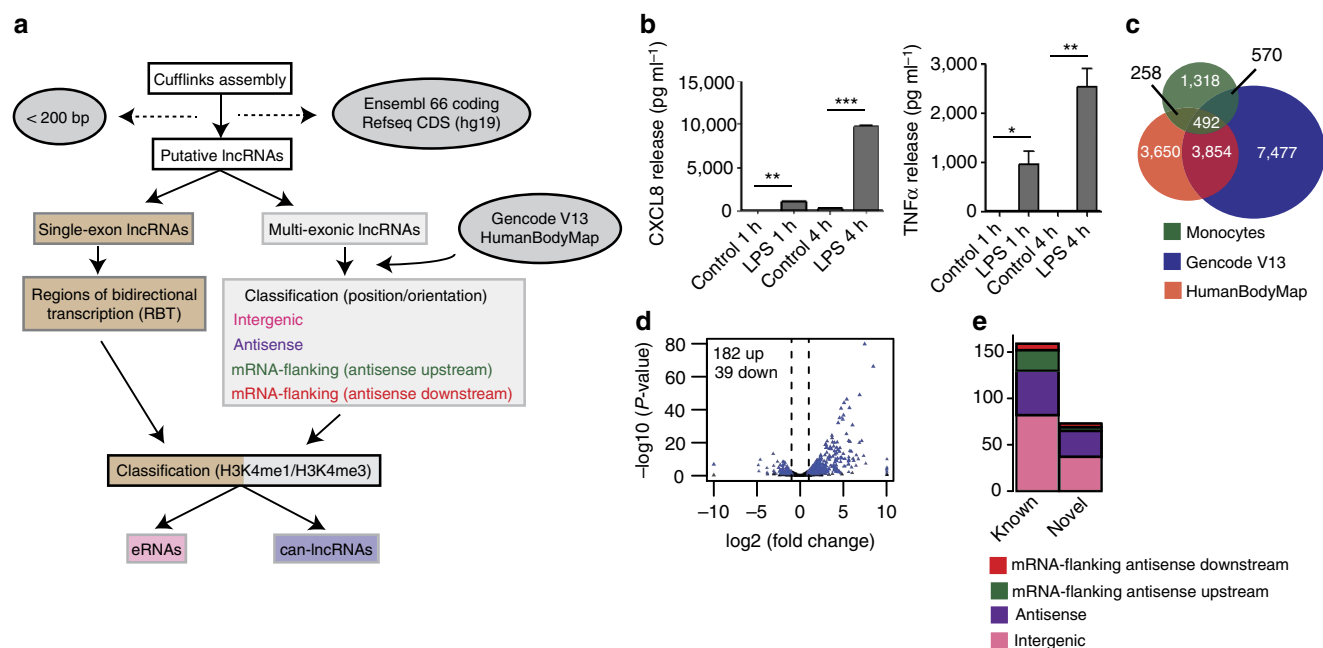 a
Cufflinks assembly
< 200 bp
Ensembl 66 coding
Refseq CDS (hg19)
Putative lncRNAs
Single-exon lncRNAs
Multi-exonic lncRNAs
Gencode V13
HumanBodyMap
Regions of bidirectional
transcription (RBT)
Classification (position/orientation)
Intergenic
Antisense
mRNA-flanking (antisense upstream)
mRNA-flanking (antisense downstream)
Classification (H3K4me1/H3K4me3)
eRNAs
can-lncRNAs
b
CXCL8 release (pg ml⁻¹)
15,000
10,000
5,000
0
**
***
Control 1 h
LPS 1 h
Control 4 h
LPS 4 h
TNFα release (pg ml⁻¹)
3,000
2,000
1,000
0
*
**
Control 1 h
LPS 1 h
Control 4 h
LPS 4 h
c
258
1,318
570
492
3,650
3,854
7,477
Monocytes
Gencode V13
HumanBodyMap
d
–log10 (P-value)
80
60
40
20
0
182 up
39 down
–10
–5
0
5
10
log2 (fold change)
e
150
100
50
0
Known
Novel
mRNA-flanking antisense downstream
mRNA-flanking antisense upstream
Antisense
Intergenic